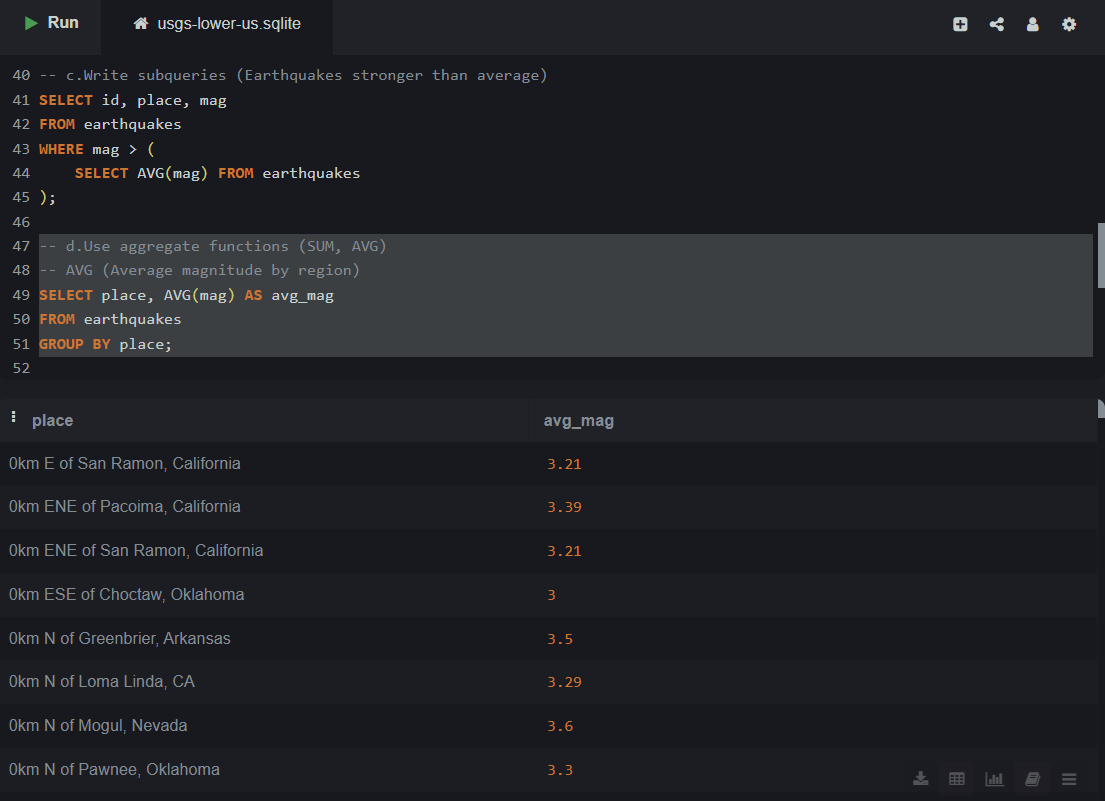 Run usgs-lower-us.sqlite
40 -- c.Write subqueries (Earthquakes stronger than average)
41 SELECT id, place, mag
42 FROM earthquakes
43 WHERE mag > (
44     SELECT AVG(mag) FROM earthquakes
45 );
46
47 -- d.Use aggregate functions (SUM, AVG)
48 -- AVG (Average magnitude by region)
49 SELECT place, AVG(mag) AS avg_mag
50 FROM earthquakes
51 GROUP BY place;
52
place avg_mag
0km E of San Ramon, California 3.21
0km ENE of Pacoima, California 3.39
0km ENE of San Ramon, California 3.21
0km ESE of Choctaw, Oklahoma 3
0km N of Greenbrier, Arkansas 3.5
0km N of Loma Linda, CA 3.29
0km N of Mogul, Nevada 3.6
0km N of Pawnee, Oklahoma 3.3